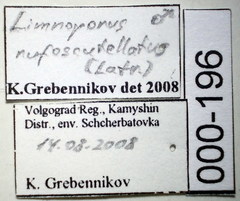 Limnoporus ♂
rufoscutellatus
(Latr.)
K.Grebennikov det 2008
Volgograd Reg., Kamyshin
Distr., env. Schcherbatovka
14.08.2008
K. Grebennikov
000-196